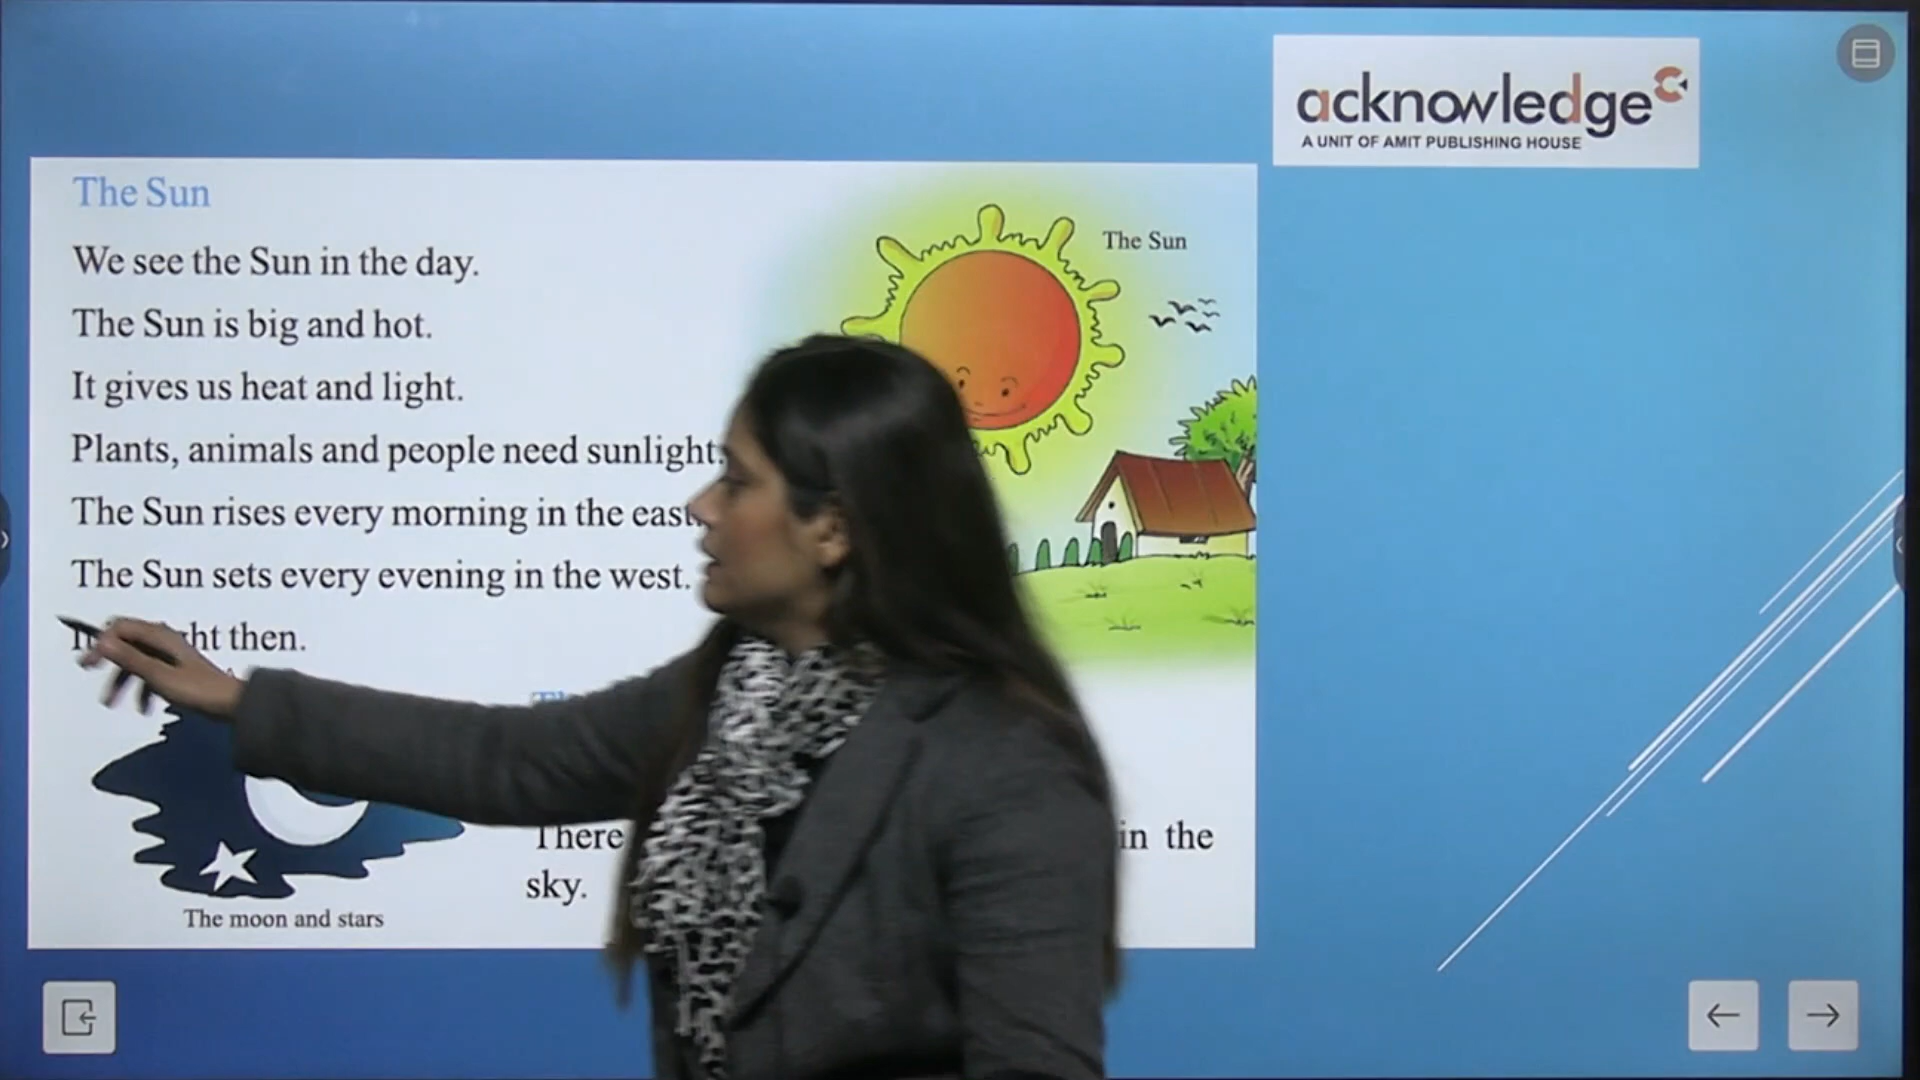 acknowledge
A UNIT OF AMIT PUBLISHING HOUSE
The Sun
The Sun
We see the Sun in the day.
The Sun is big and hot.
It gives us heat and light.
Plants, animals and people need sunlight.
The Sun rises every morning in the east.
The Sun sets every evening in the west.
then.
There in the
sky.
The moon and stars